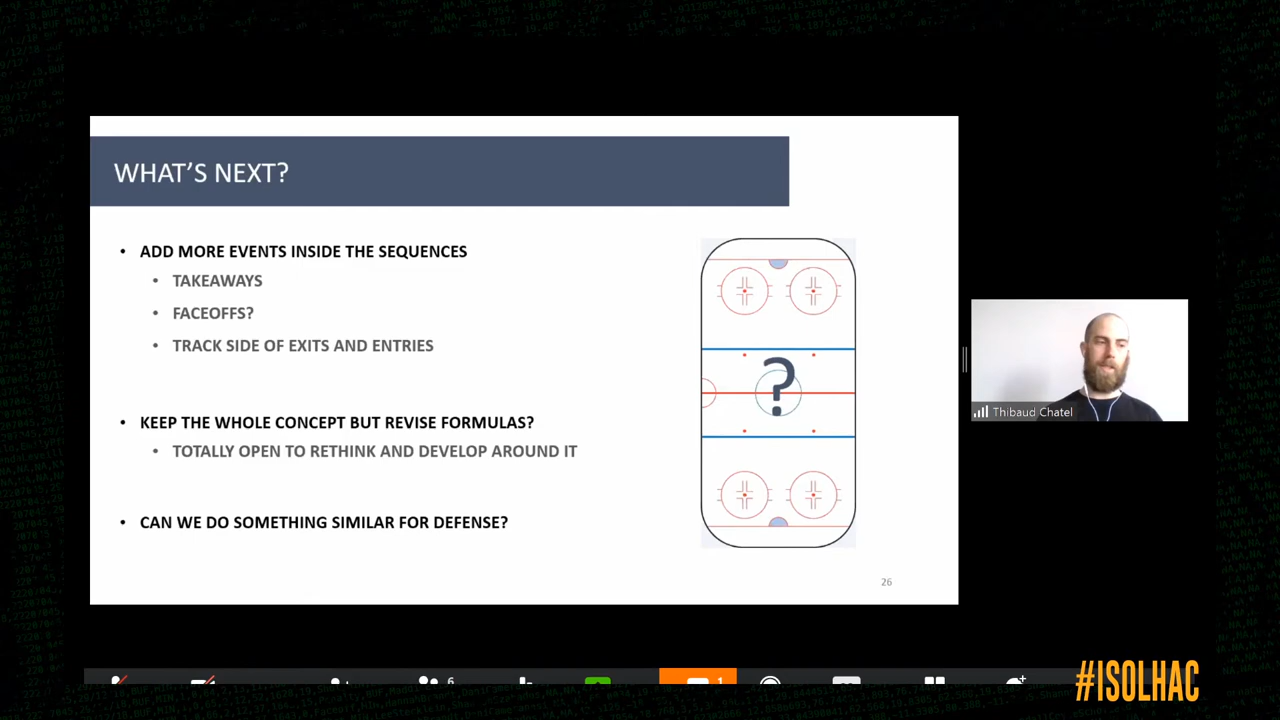 WHAT'S NEXT?
• ADD MORE EVENTS INSIDE THE SEQUENCES
• TAKEAWAYS
• FACEOFFS?
• TRACK SIDE OF EXITS AND ENTRIES
• KEEP THE WHOLE CONCEPT BUT REVISE FORMULAS?
• TOTALLY OPEN TO RETHINK AND DEVELOP AROUND IT
• CAN WE DO SOMETHING SIMILAR FOR DEFENSE?
?
26
Thibaud Chatel
6
1
#ISOLHAC